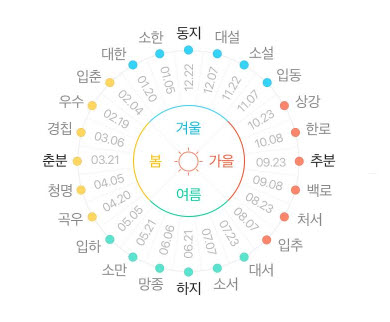 동지
대설
소설
입동
상강
한로
추분
백로
처서
입추
대서
소서
하지
망종
소만
입하
곡우
청명
춘분
경칩
우수
입춘
대한
소한
12.22
12.07
11.22
11.07
10.23
10.08
09.23
09.08
08.23
08.07
07.23
07.07
06.21
06.06
05.21
05.05
04.20
04.05
03.21
03.06
02.19
02.04
01.20
01.05
겨울
봄
가을
여름